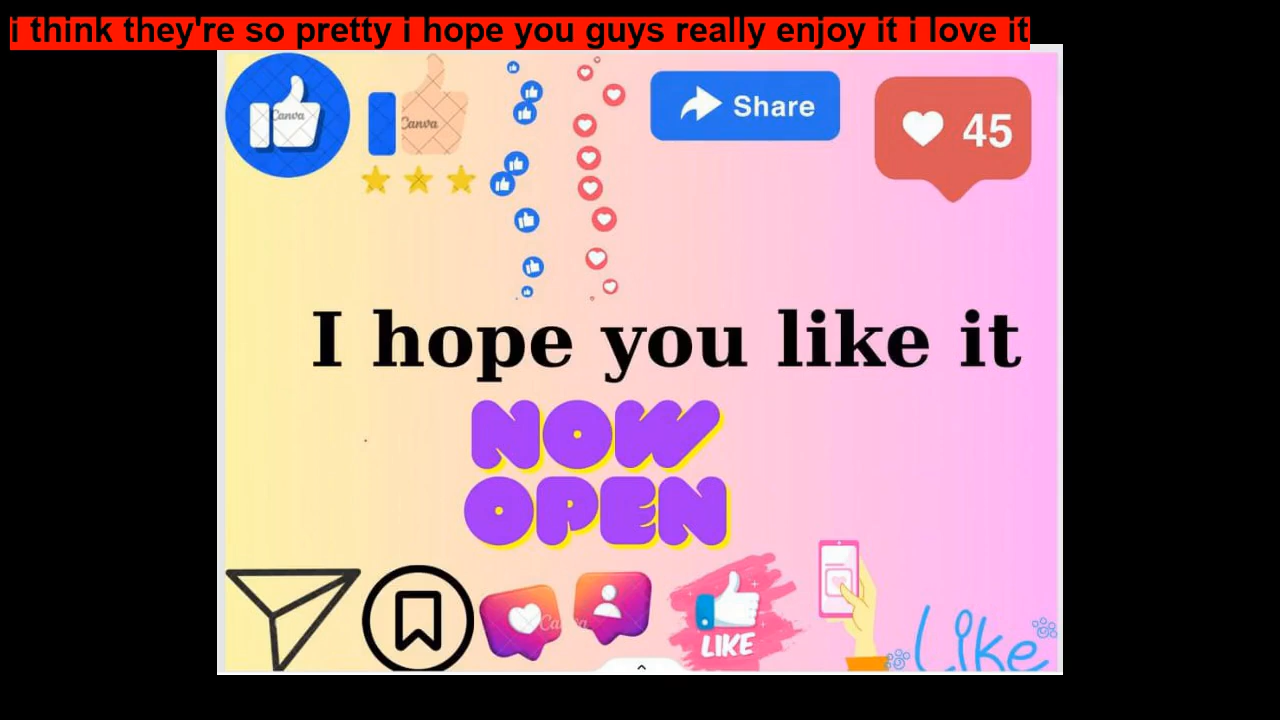 i think they're so pretty i hope you guys really enjoy it i love it
Canva
Canva
Share
45
I hope you like it
NOW
OPEN
Canva
LIKE
Like